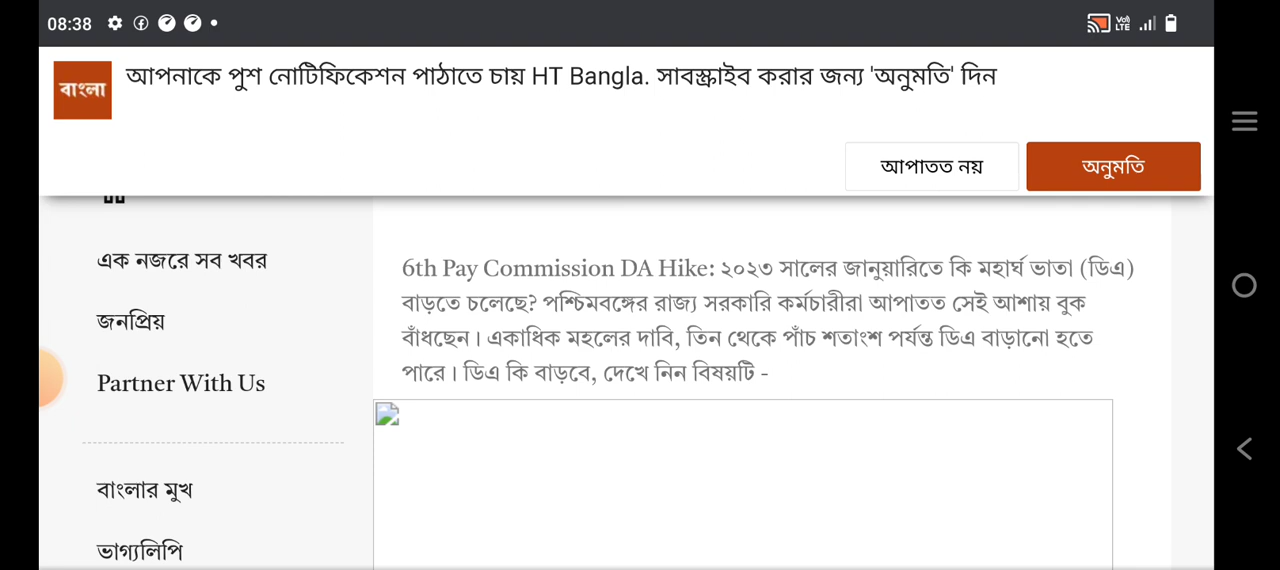 08:38
VoLTE
বাংলা
আপনাকে পুশ নোটিফিকেশন পাঠাতে চায় HT Bangla. সাবস্ক্রাইব করার জন্য 'অনুমতি' দিন
আপাতত নয়
অনুমতি
এক নজরে সব খবর
জনপ্রিয়
Partner With Us
বাংলার মুখ
ভাগ্যলিপি
6th Pay Commission DA Hike: ২০২৩ সালের জানুয়ারিতে কি মহার্ঘ ভাতা (ডিএ)
বাড়তে চলেছে? পশ্চিমবঙ্গের রাজ্য সরকারি কর্মচারীরা আপাতত সেই আশায় বুক
বাঁধছেন। একাধিক মহলের দাবি, তিন থেকে পাঁচ শতাংশ পর্যন্ত ডিএ বাড়ানো হতে
পারে। ডিএ কি বাড়বে, দেখে নিন বিষয়টি -